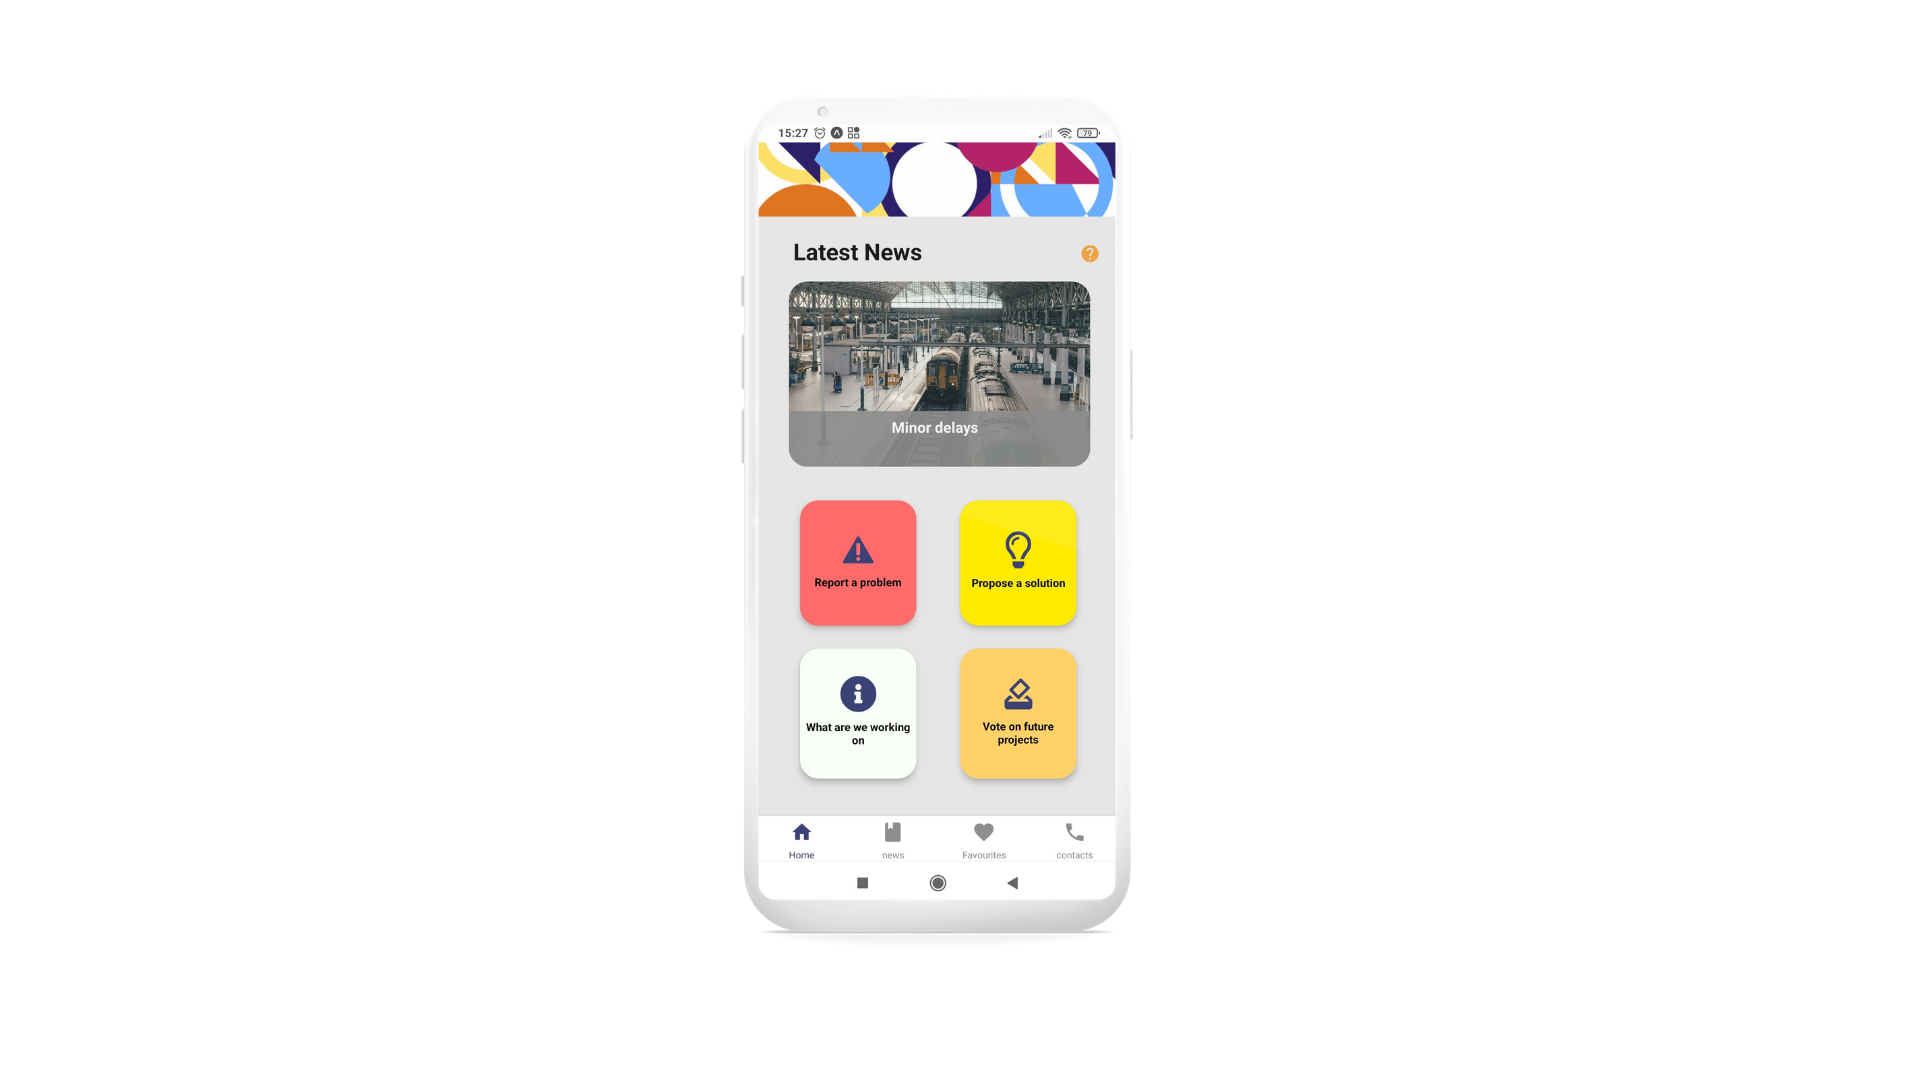 15:27
79
Latest News
?
Minor delays
Report a problem
Propose a solution
What are we working
on
Vote on future
projects
Home
news
Favourites
contacts